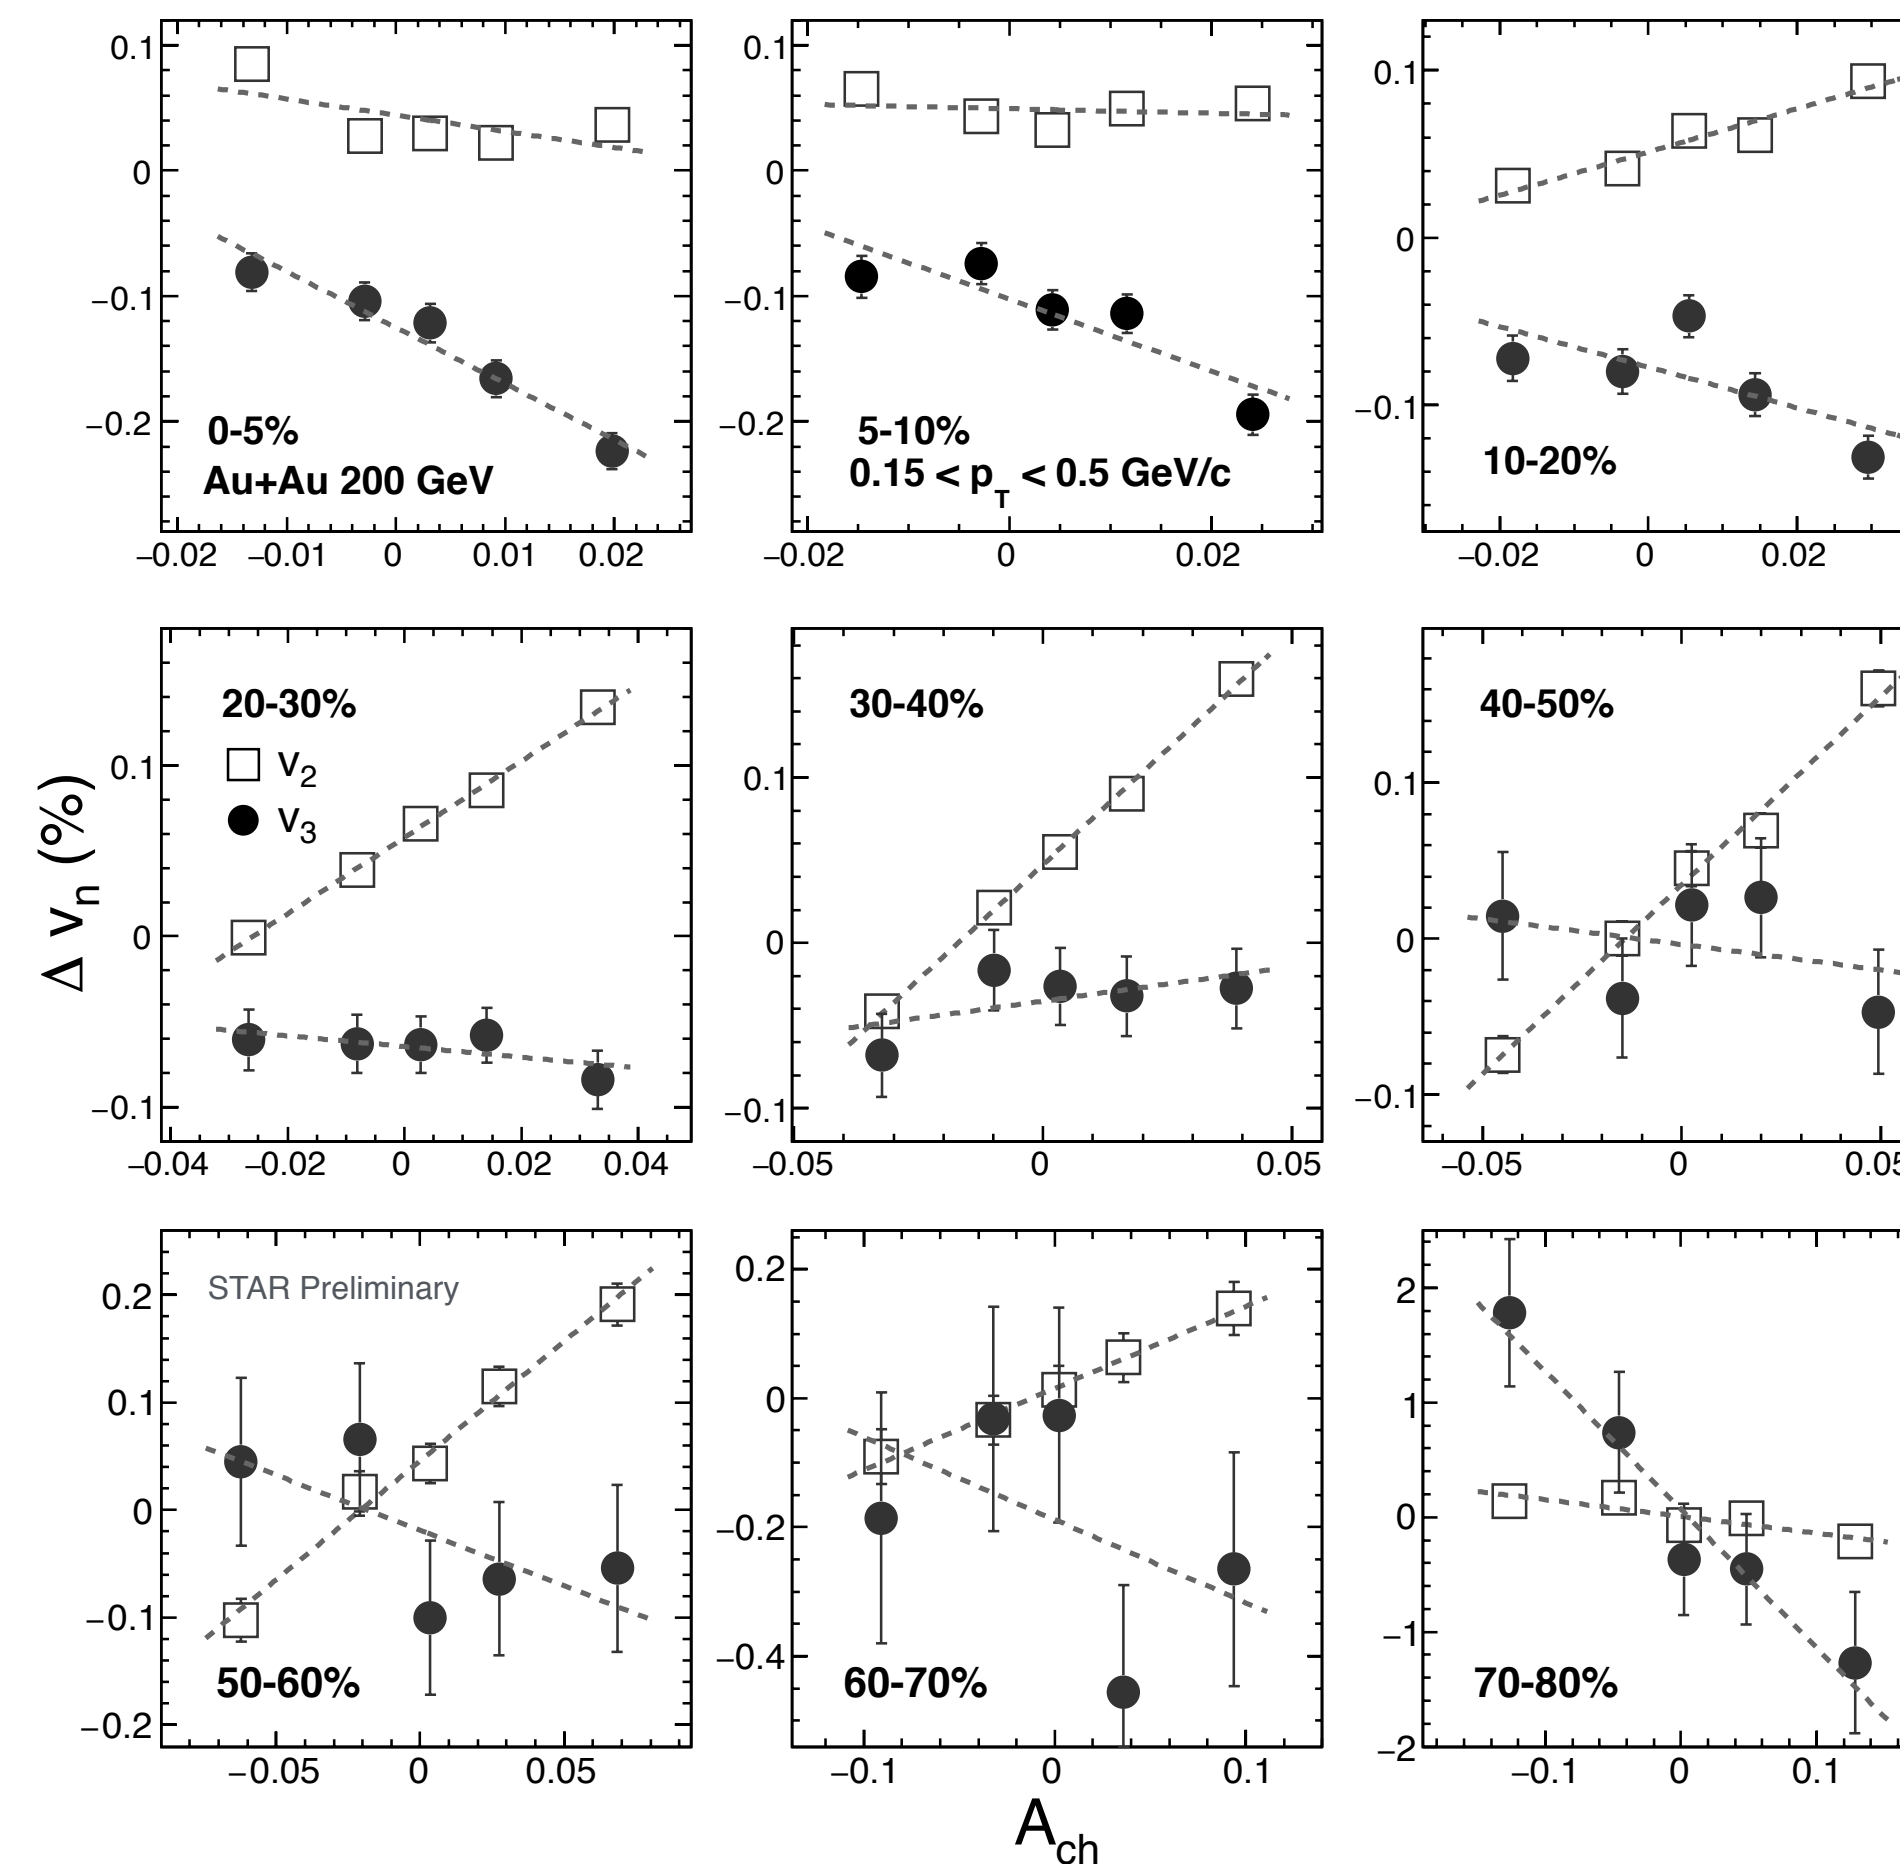 0.1
0
−0.1
−0.2
0-5%
Au+Au 200 GeV
−0.02 −0.01 0 0.01 0.02
0.1
0
−0.1
−0.2
5-10%
0.15 < pT < 0.5 GeV/c
−0.02 0 0.02
0.1
0
−0.1
10-20%
−0.02 0 0.02
Δ vn (%)
0.1
0
−0.1
20-30%
v2
v3
−0.04 −0.02 0 0.02 0.04
0.1
0
−0.1
30-40%
−0.05 0 0.05
0.1
0
−0.1
40-50%
−0.05 0 0.05
0.2
0.1
0
−0.1
−0.2
STAR Preliminary
50-60%
−0.05 0 0.05
0.2
0
−0.2
−0.4
60-70%
−0.1 0 0.1
2
1
0
−1
−2
70-80%
−0.1 0 0.1
Ach